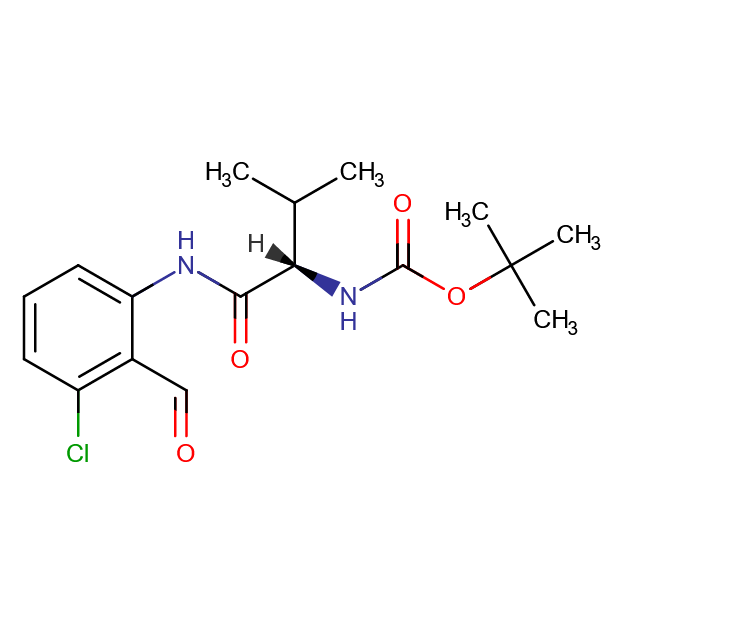 H3C CH3
O
H3C
H H CH3
N
O N
H
CH3
O
Cl O